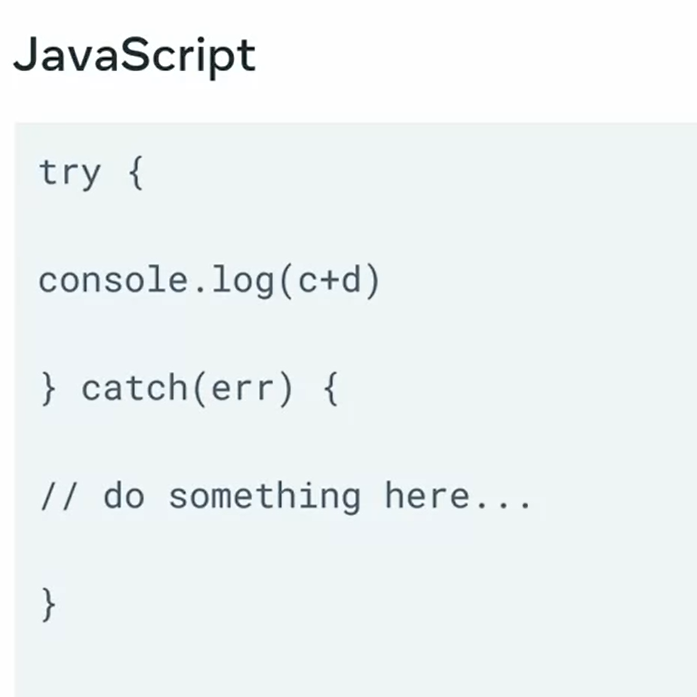 JavaScript
try {
console.log(c+d)
} catch(err) {
// do something here...
}